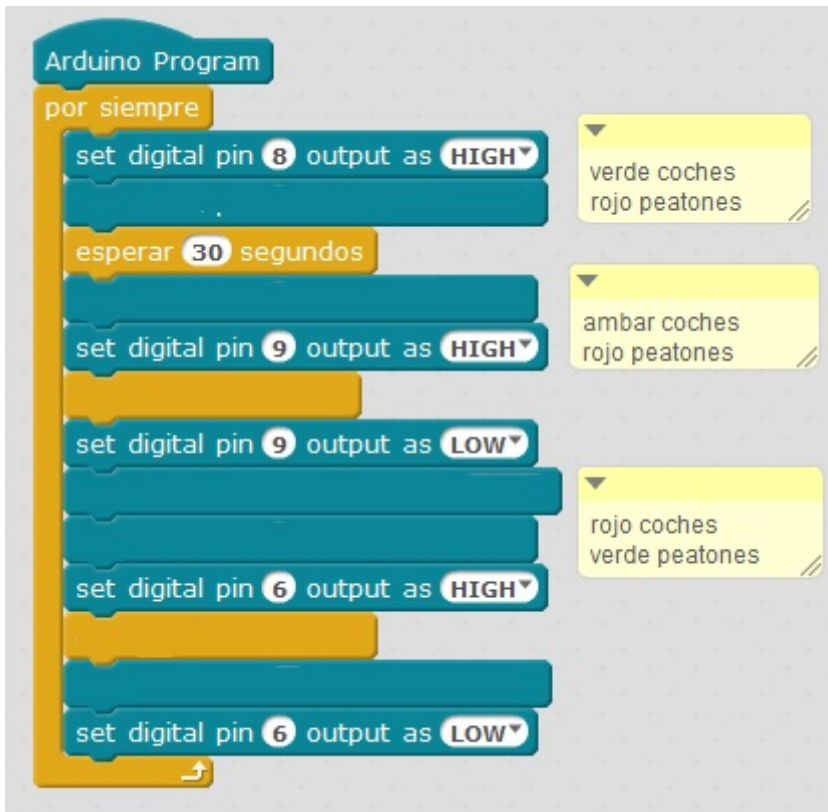 Arduino Program
por siempre
set digital pin 8 output as HIGH
verde coches
rojo peatones
esperar 30 segundos
ambar coches
rojo peatones
set digital pin 9 output as HIGH
set digital pin 9 output as LOW
rojo coches
verde peatones
set digital pin 6 output as HIGH
set digital pin 6 output as LOW